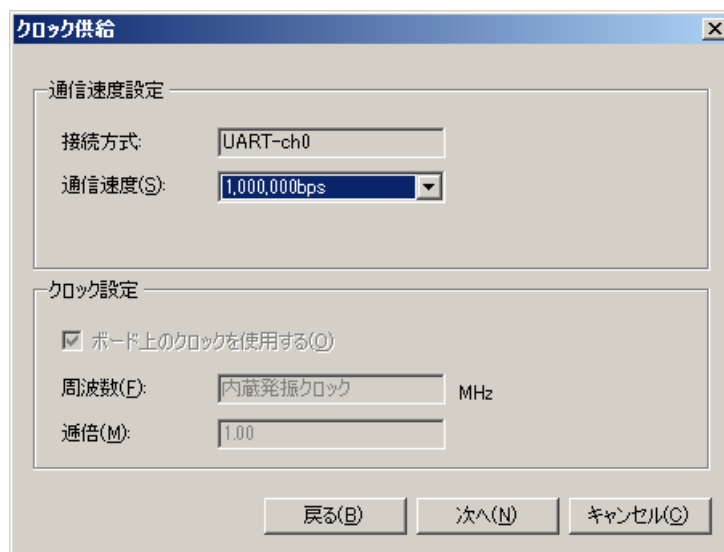 クロック供給
通信速度設定
接続方式: UART-ch0
通信速度(S): 1,000,000bps
クロック設定
ボード上のクロックを使用する(O)
周波数(F): 内蔵発振クロック MHz
逓倍(M): 1.00
戻る(B) 次へ(N) キャンセル(C)